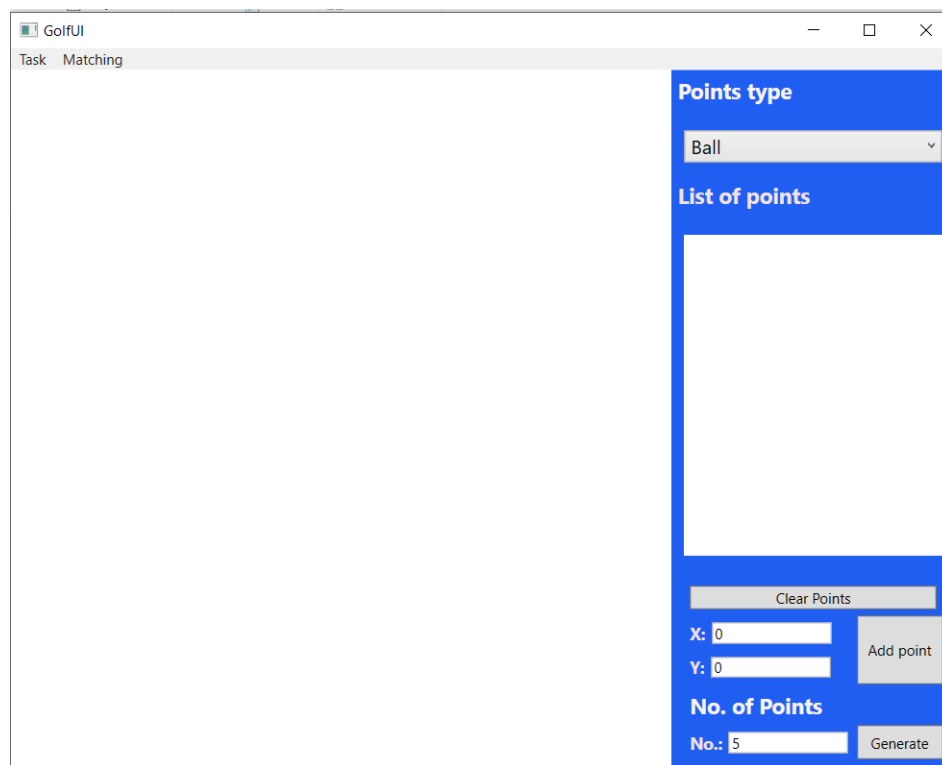 GolfUI
Task Matching
Points type
Ball
List of points
Clear Points
X: 0
Add point
Y: 0
No. of Points
No.: 5 Generate